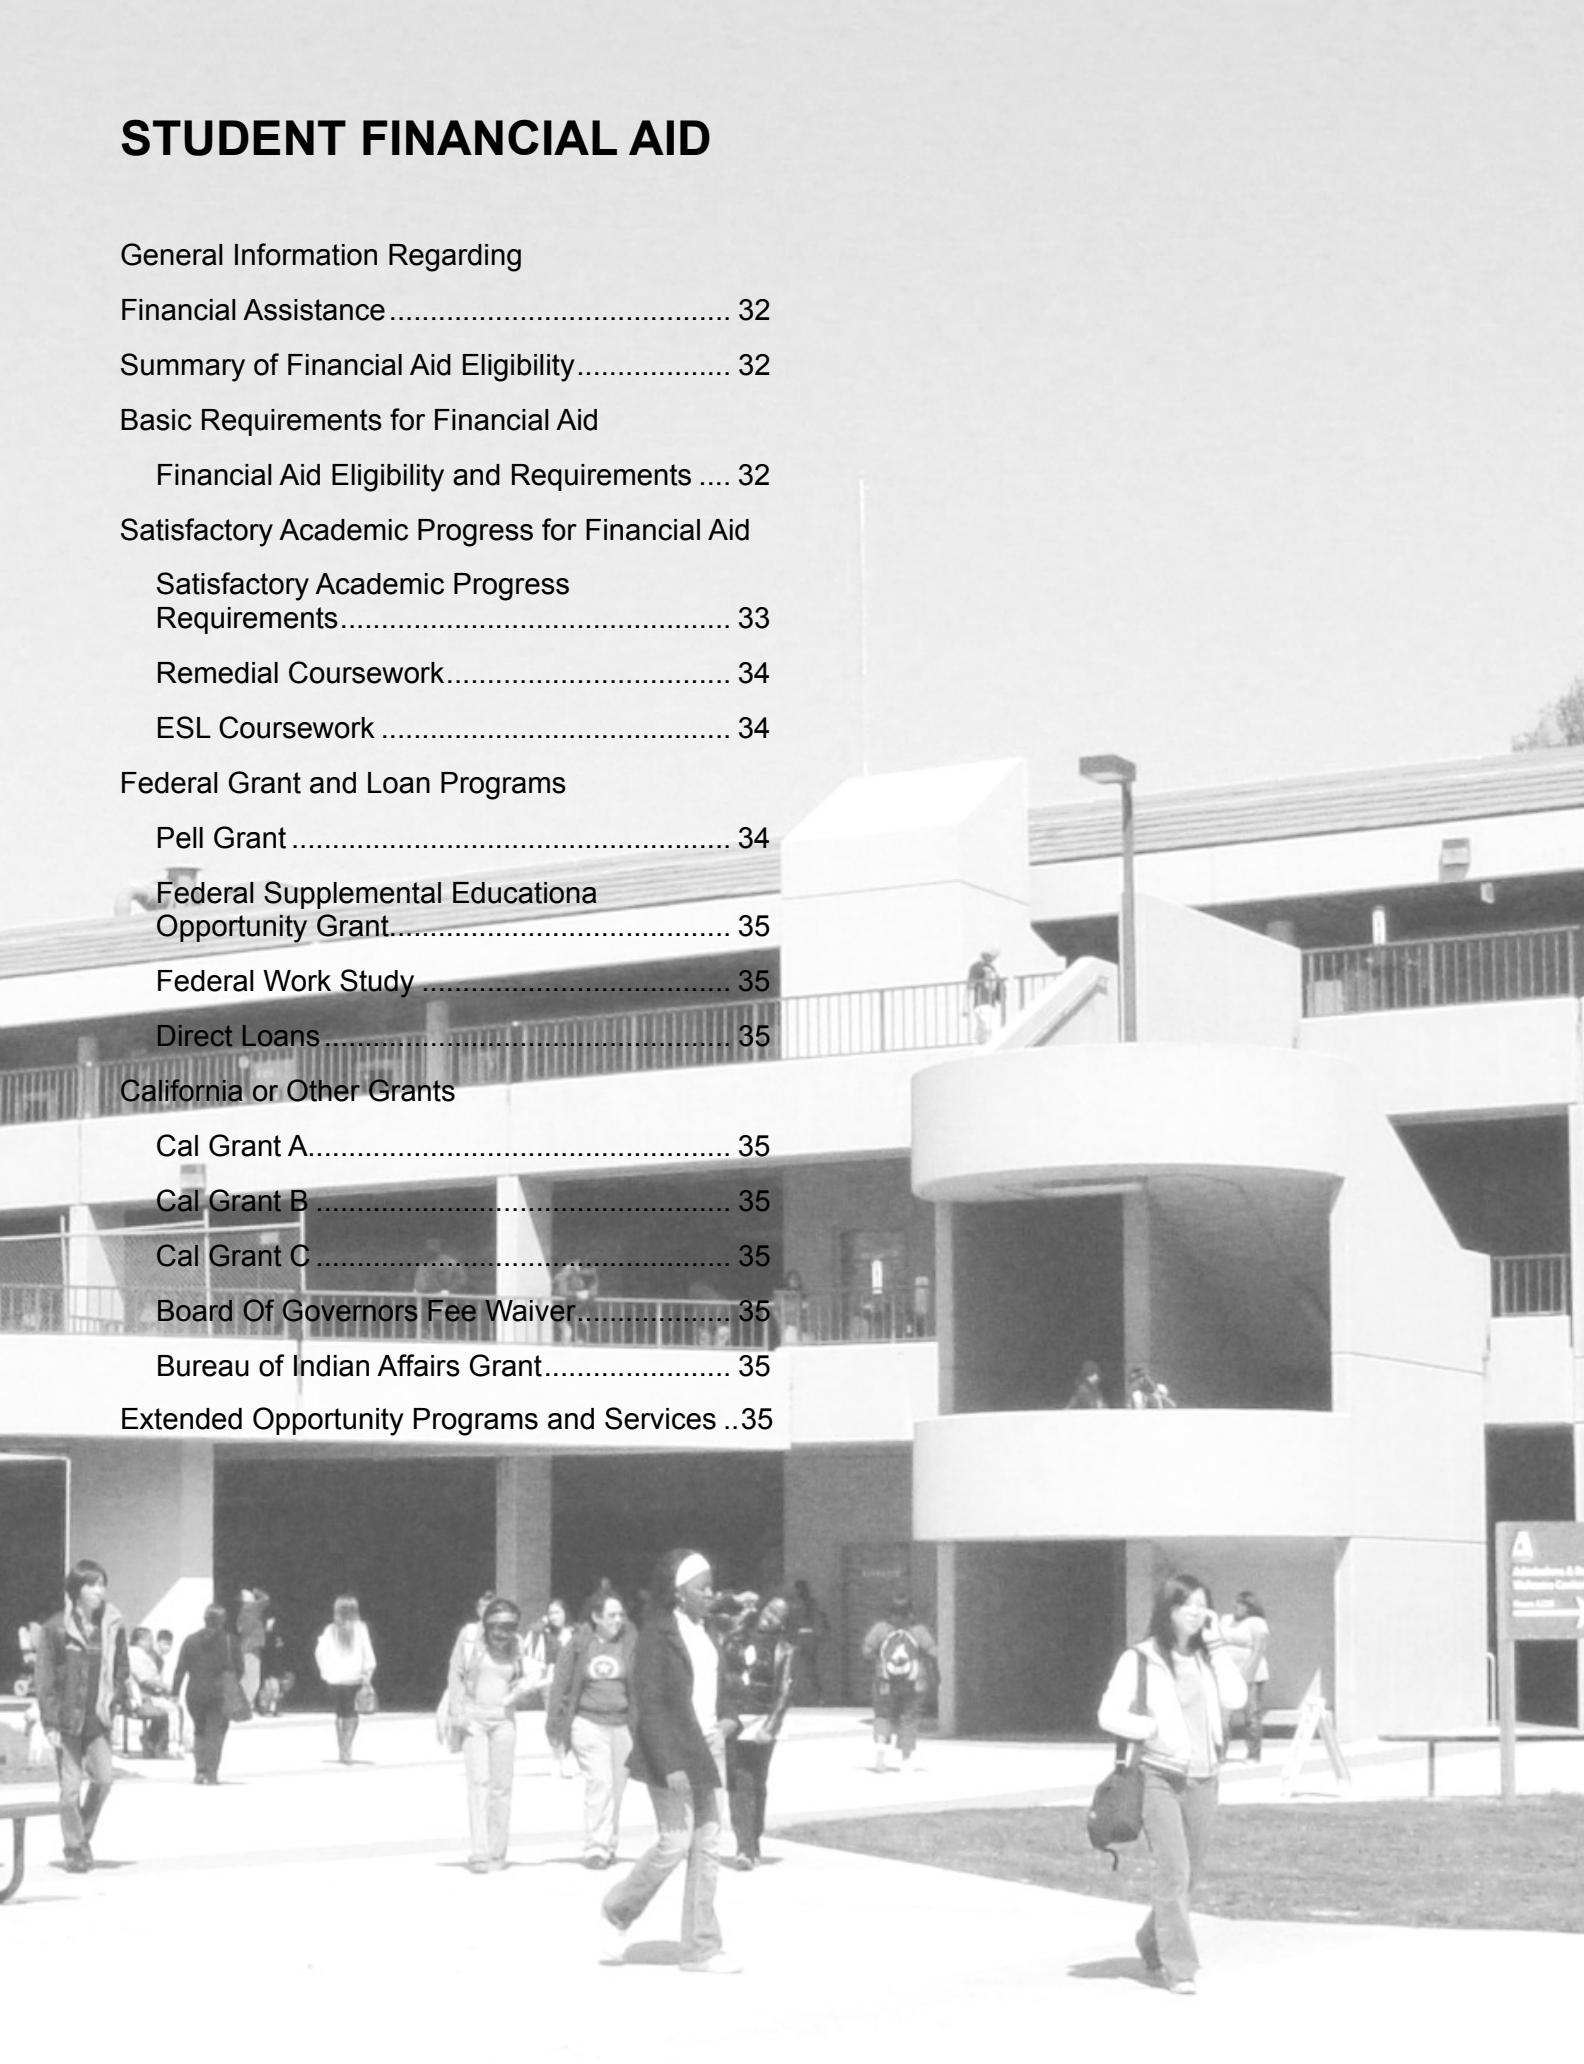 STUDENT FINANCIAL AID
General Information Regarding
Financial Assistance.......................................... 32
Summary of Financial Aid Eligibility................... 32
Basic Requirements for Financial Aid
Financial Aid Eligibility and Requirements .... 32
Satisfactory Academic Progress for Financial Aid
Satisfactory Academic Progress
Requirements................................................ 33
Remedial Coursework................................... 34
ESL Coursework ........................................... 34
Federal Grant and Loan Programs
Pell Grant ...................................................... 34
Federal Supplemental Educationa
Opportunity Grant.......................................... 35
Federal Work Study ...................................... 35
Direct Loans.................................................. 35
California or Other Grants
Cal Grant A.................................................... 35
Cal Grant B ................................................... 35
Cal Grant C ................................................... 35
Board Of Governors Fee Waiver................... 35
Bureau of Indian Affairs Grant....................... 35
Extended Opportunity Programs and Services ..35